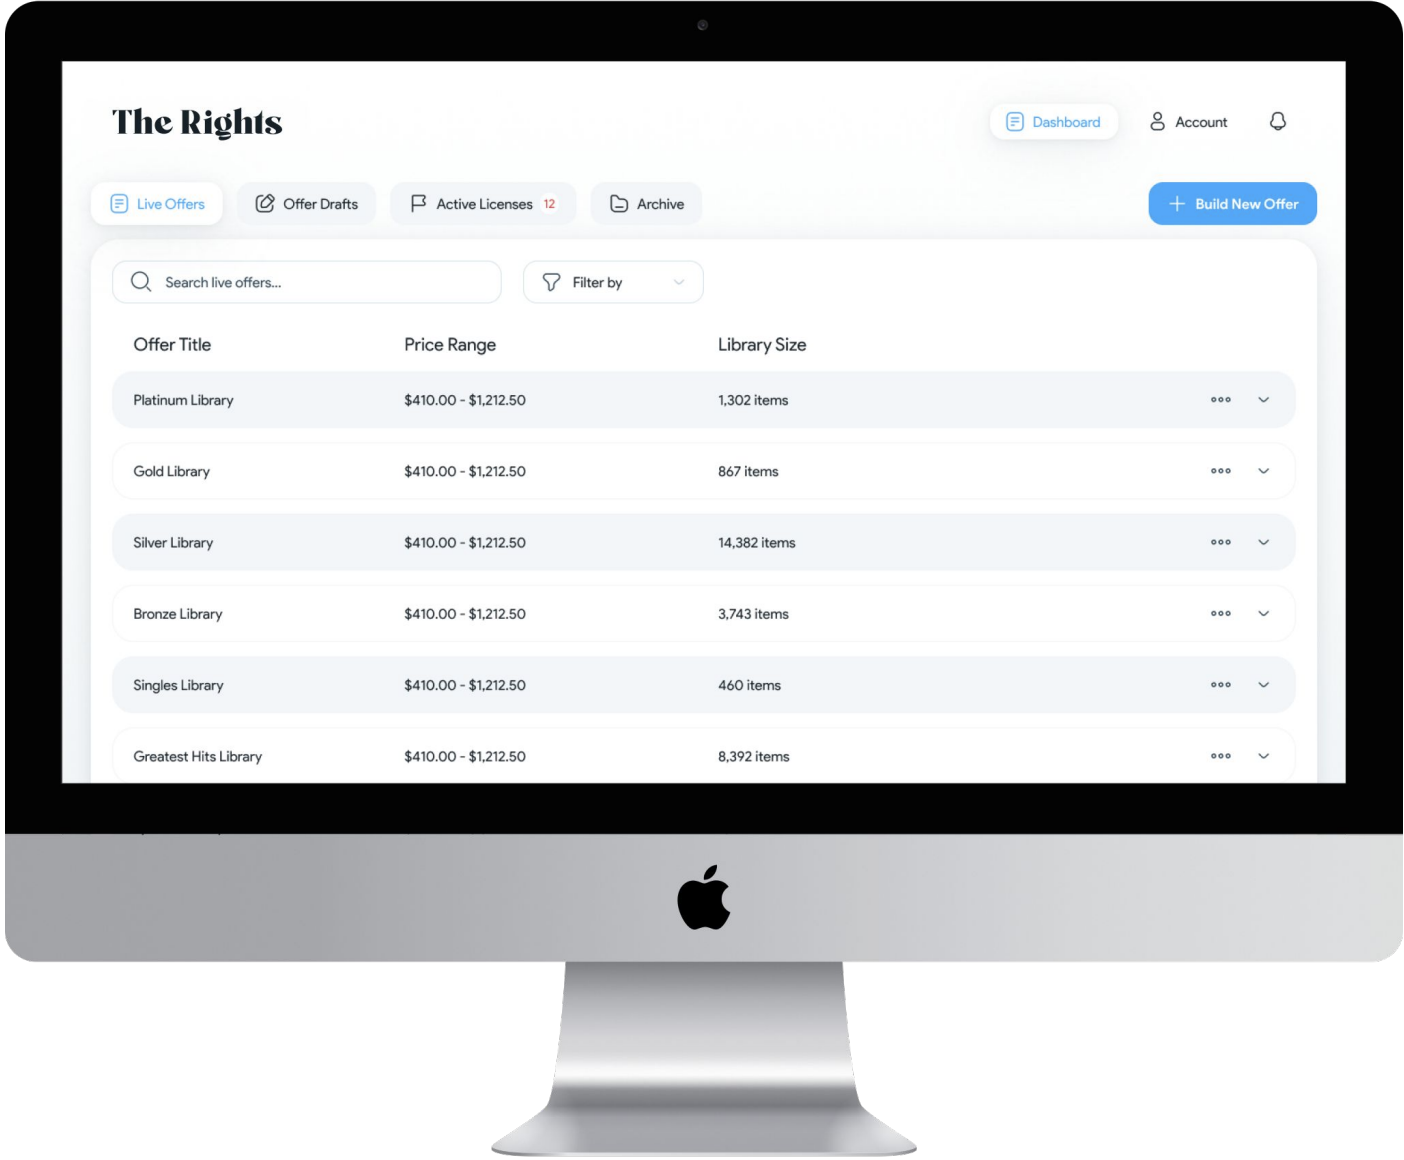 The Rights
Dashboard
Account
Live Offers
Offer Drafts
Active Licenses 12
Archive
Build New Offer
Search live offers...
Filter by
Offer Title Price Range Library Size
Platinum Library $410.00 - $1,212.50 1,302 items
Gold Library $410.00 - $1,212.50 867 items
Silver Library $410.00 - $1,212.50 14,382 items
Bronze Library $410.00 - $1,212.50 3,743 items
Singles Library $410.00 - $1,212.50 460 items
Greatest Hits Library $410.00 - $1,212.50 8,392 items